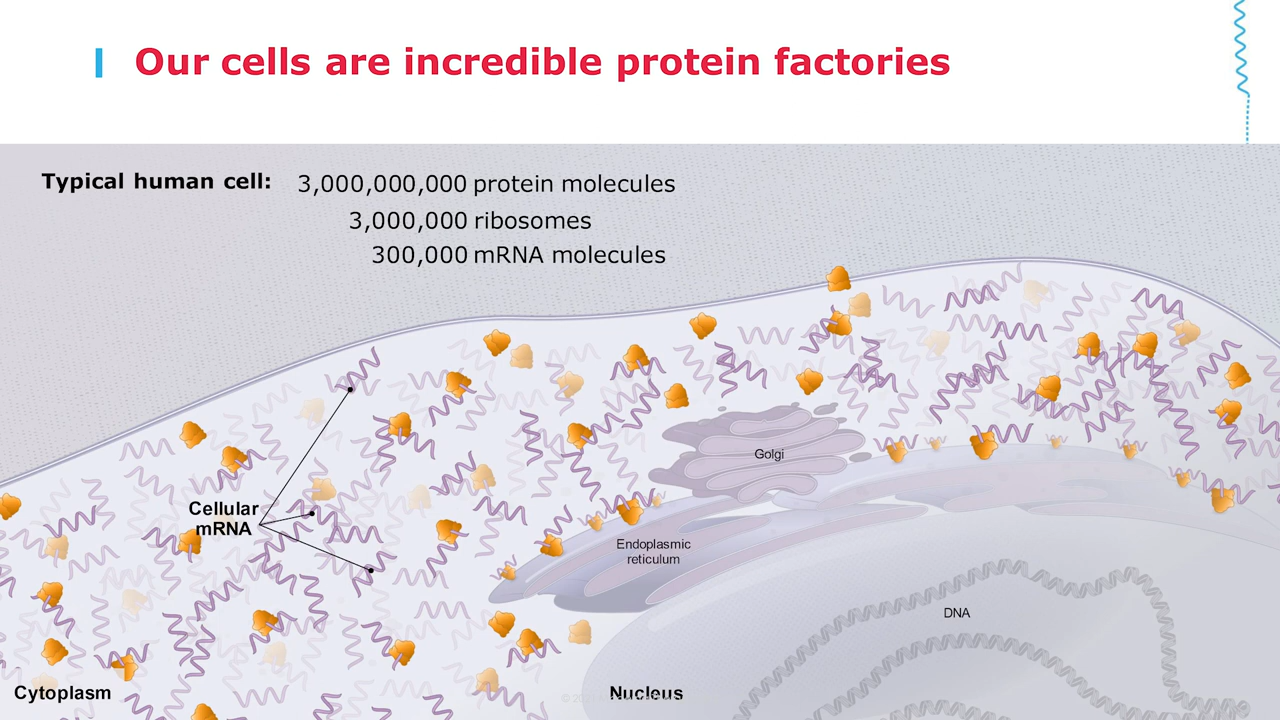 Our cells are incredible protein factories
Typical human cell:
3,000,000,000 protein molecules
3,000,000 ribosomes
300,000 mRNA molecules
Golgi
Cellular
mRNA
Endoplasmic
reticulum
DNA
Cytoplasm
Nucleus